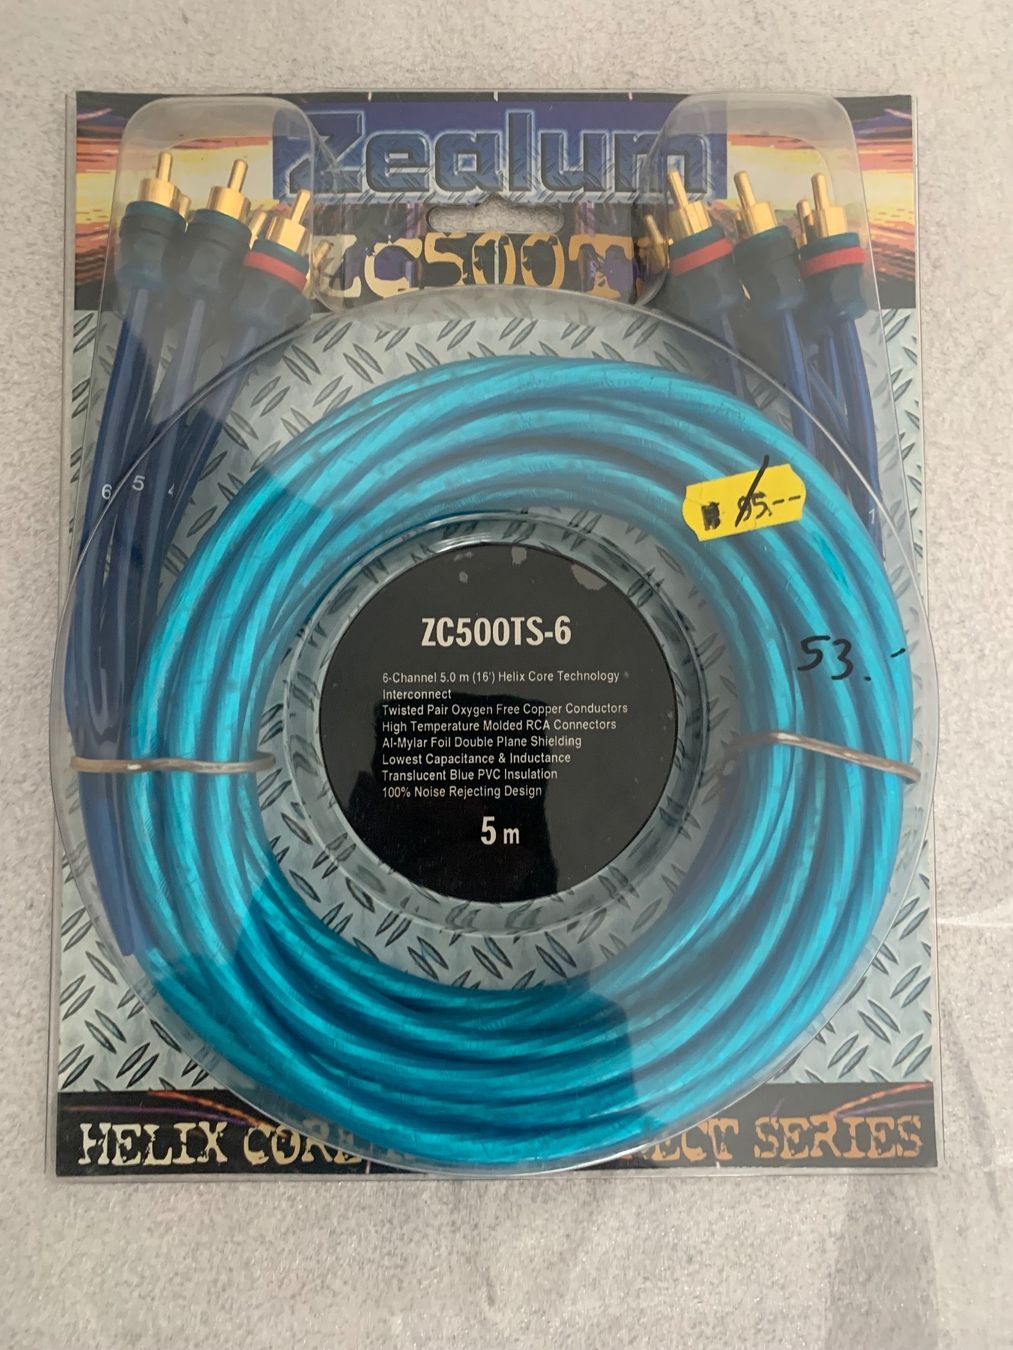 Zealum
ZC500T
6 5
1
85.--
53.-
ZC500TS-6
6-Channel 5.0 m (16') Helix Core Technology
Interconnect
Twisted Pair Oxygen Free Copper Conductors
High Temperature Molded RCA Connectors
Al-Mylar Foil Double Plane Shielding
Lowest Capacitance & Inductance
Translucent Blue PVC Insulation
100% Noise Rejecting Design
5 m
HELIX CORE ECT SERIES